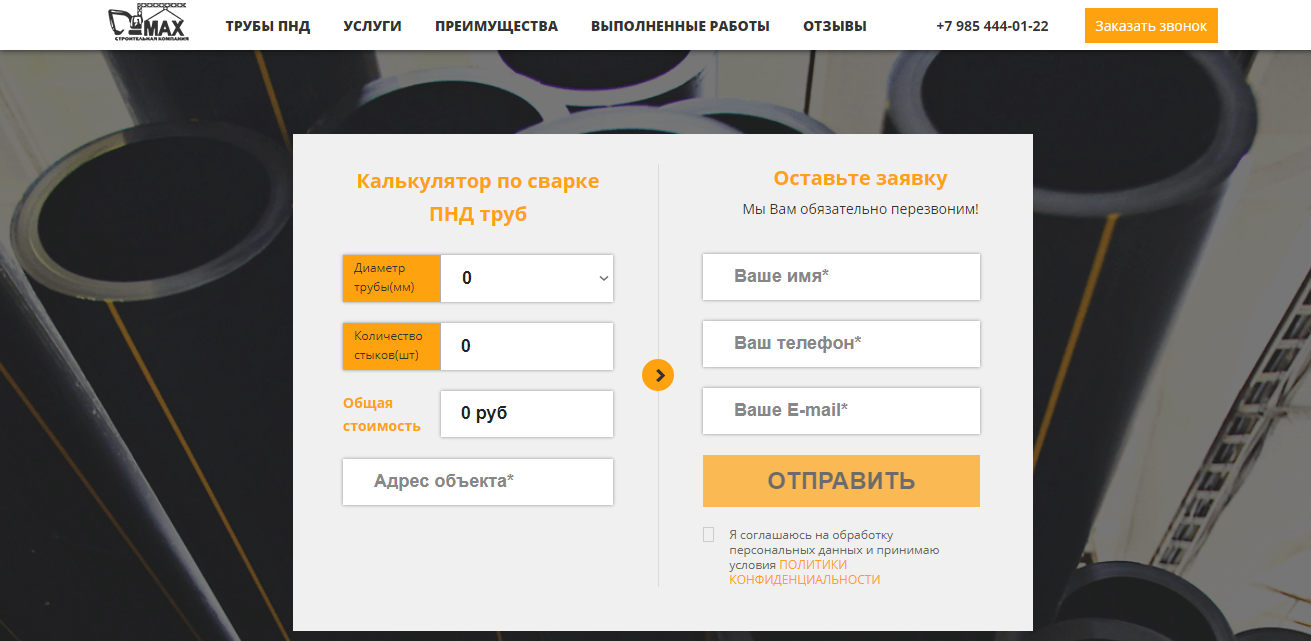 MAX
СТРОИТЕЛЬНАЯ КОМПАНИЯ
ТРУБЫ ПНД УСЛУГИ ПРЕИМУЩЕСТВА ВЫПОЛНЕННЫЕ РАБОТЫ ОТЗЫВЫ +7 985 444-01-22 Заказать звонок
Калькулятор по сварке
ПНД труб
Диаметр
трубы(мм)
0
Количество
стыков(шт)
0
Общая
стоимость
0 руб
Адрес объекта*
Оставьте заявку
Мы Вам обязательно перезвоним!
Ваше имя*
Ваш телефон*
Ваше E-mail*
ОТПРАВИТЬ
Я соглашаюсь на обработку
персональных данных и принимаю
условия ПОЛИТИКИ
КОНФИДЕНЦИАЛЬНОСТИ